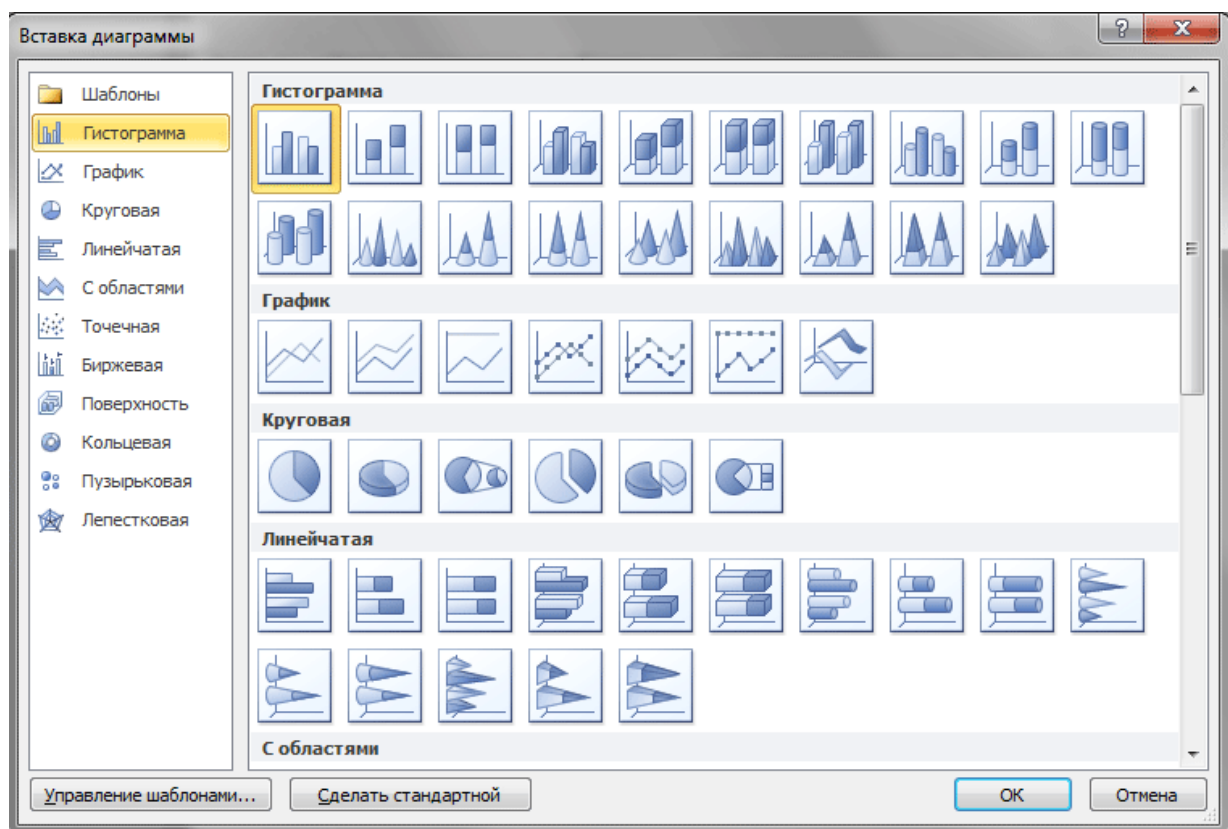 Вставка диаграммы
Шаблоны
Гистограмма
График
Круговая
Линейчатая
С областями
Точечная
Биржевая
Поверхность
Кольцевая
Пузырьковая
Лепестковая
Гистограмма
График
Круговая
Линейчатая
С областями
Управление шаблонами...
Сделать стандартной
ОК
Отмена